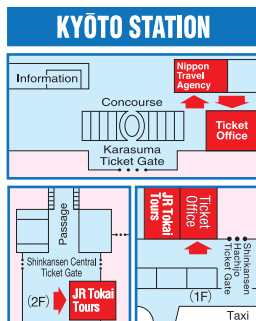 KYŌTO STATION
Nippon
Travel
Agency
Information
Concourse
Ticket
Office
Karasuma
Ticket Gate
Passage
Shinkansen Central
Ticket Gate
(2F)
JR Tokai
Tours
JR Tokai
Tours
Ticket
Office
Shinkansen
Hachijo
Ticket Gate
(1F)
Taxi